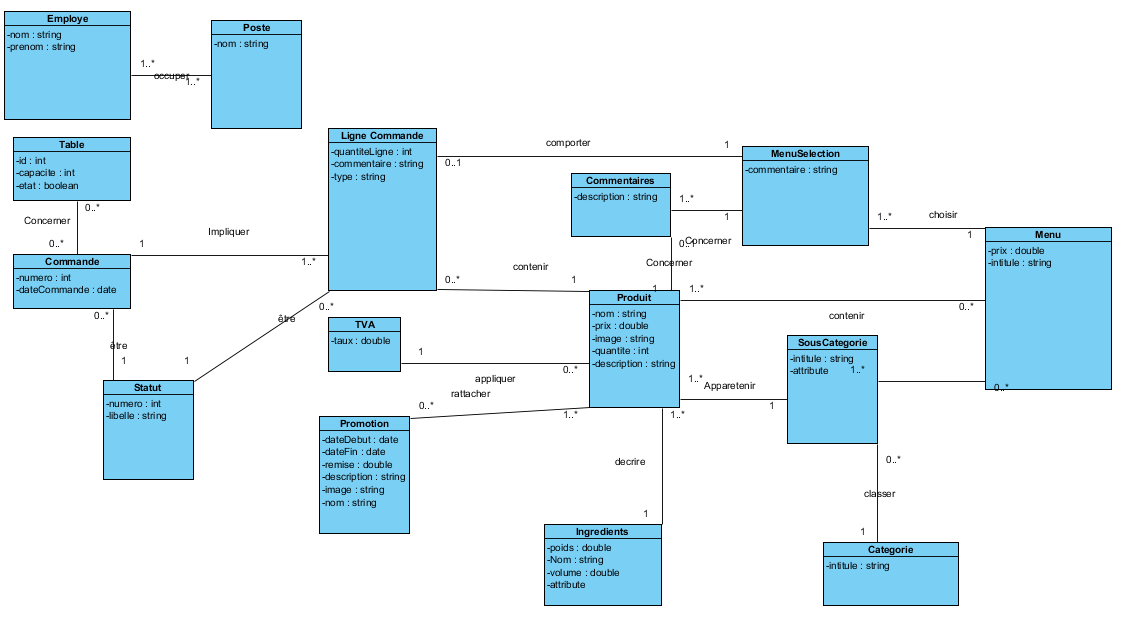 Employe
-nom : string
-prenom : string
1..*
occuper
1..*
Poste
-nom : string
Table
-id : int
-capacite : int
-etat : boolean
0..*
Concerner
0..*
Commande
-numero : int
-dateCommande : date
1
Impliquer
1..*
Ligne Commande
-quantiteLigne : int
-commentaire : string
-type : string
0..1
comporter
1
MenuSelection
-commentaire : string
Commentaires
-description : string
1..*
1
0..1
Concerner
Concerner
1
1..*
choisir
1
Menu
-prix : double
-intitule : string
0..*
contenir
1
Produit
-nom : string
-prix : double
-image : string
-quantite : int
-description : string
1..*
0..*
contenir
0..*
être
1
1
être
0..*
Statut
-numero : int
-libelle : string
TVA
-taux : double
1
appliquer
0..*
rattacher
0..*
1..*
Promotion
-dateDebut : date
-dateFin : date
-remise : double
-description : string
-image : string
-nom : string
SousCategorie
-intitule : string
-attribute
1..*
0..*
1..*
Apparetenir
1
1..*
decrire
1
Ingredients
-poids : double
-Nom : string
-volume : double
-attribute
0..*
classer
1
Categorie
-intitule : string